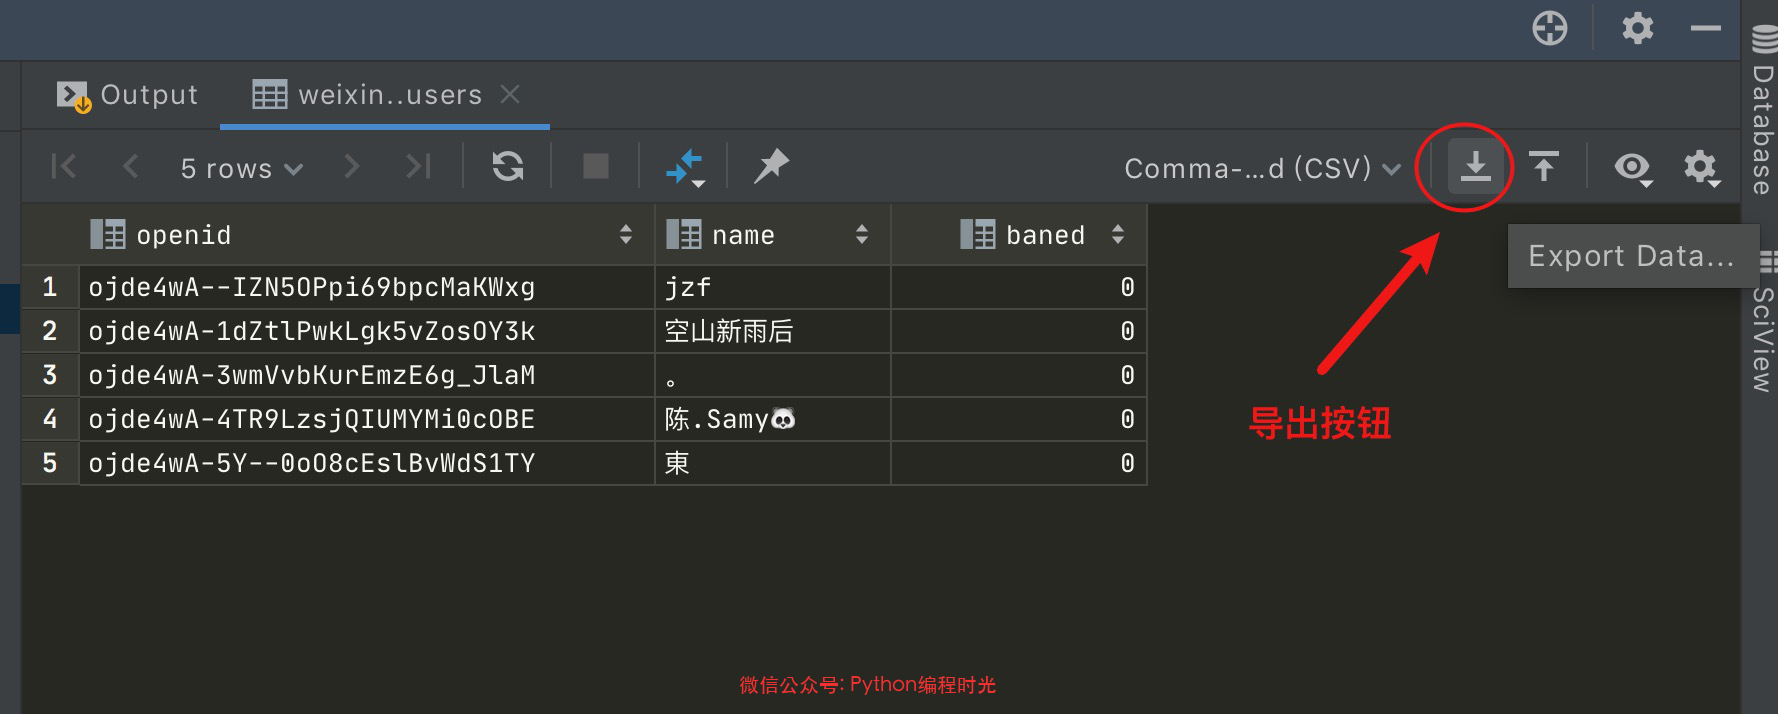 Output
weixin..users
5 rows
Comma-...d (CSV)
Export Data...
Database
SciView
openid name baned
1 ojde4wA--IZN5OPpi69bpcMaKWxg jzf 0
2 ojde4wA-1dZtlPwkLgk5vZosOY3k 空山新雨后 0
3 ojde4wA-3wmVvbKurEmzE6g_JlaM 。 0
4 ojde4wA-4TR9LzsjQIUMYMi0cOBE 陈.Samy🐼 0
5 ojde4wA-5Y--0oO8cEslBvWdS1TY 東 0
导出按钮
微信公众号: Python编程时光